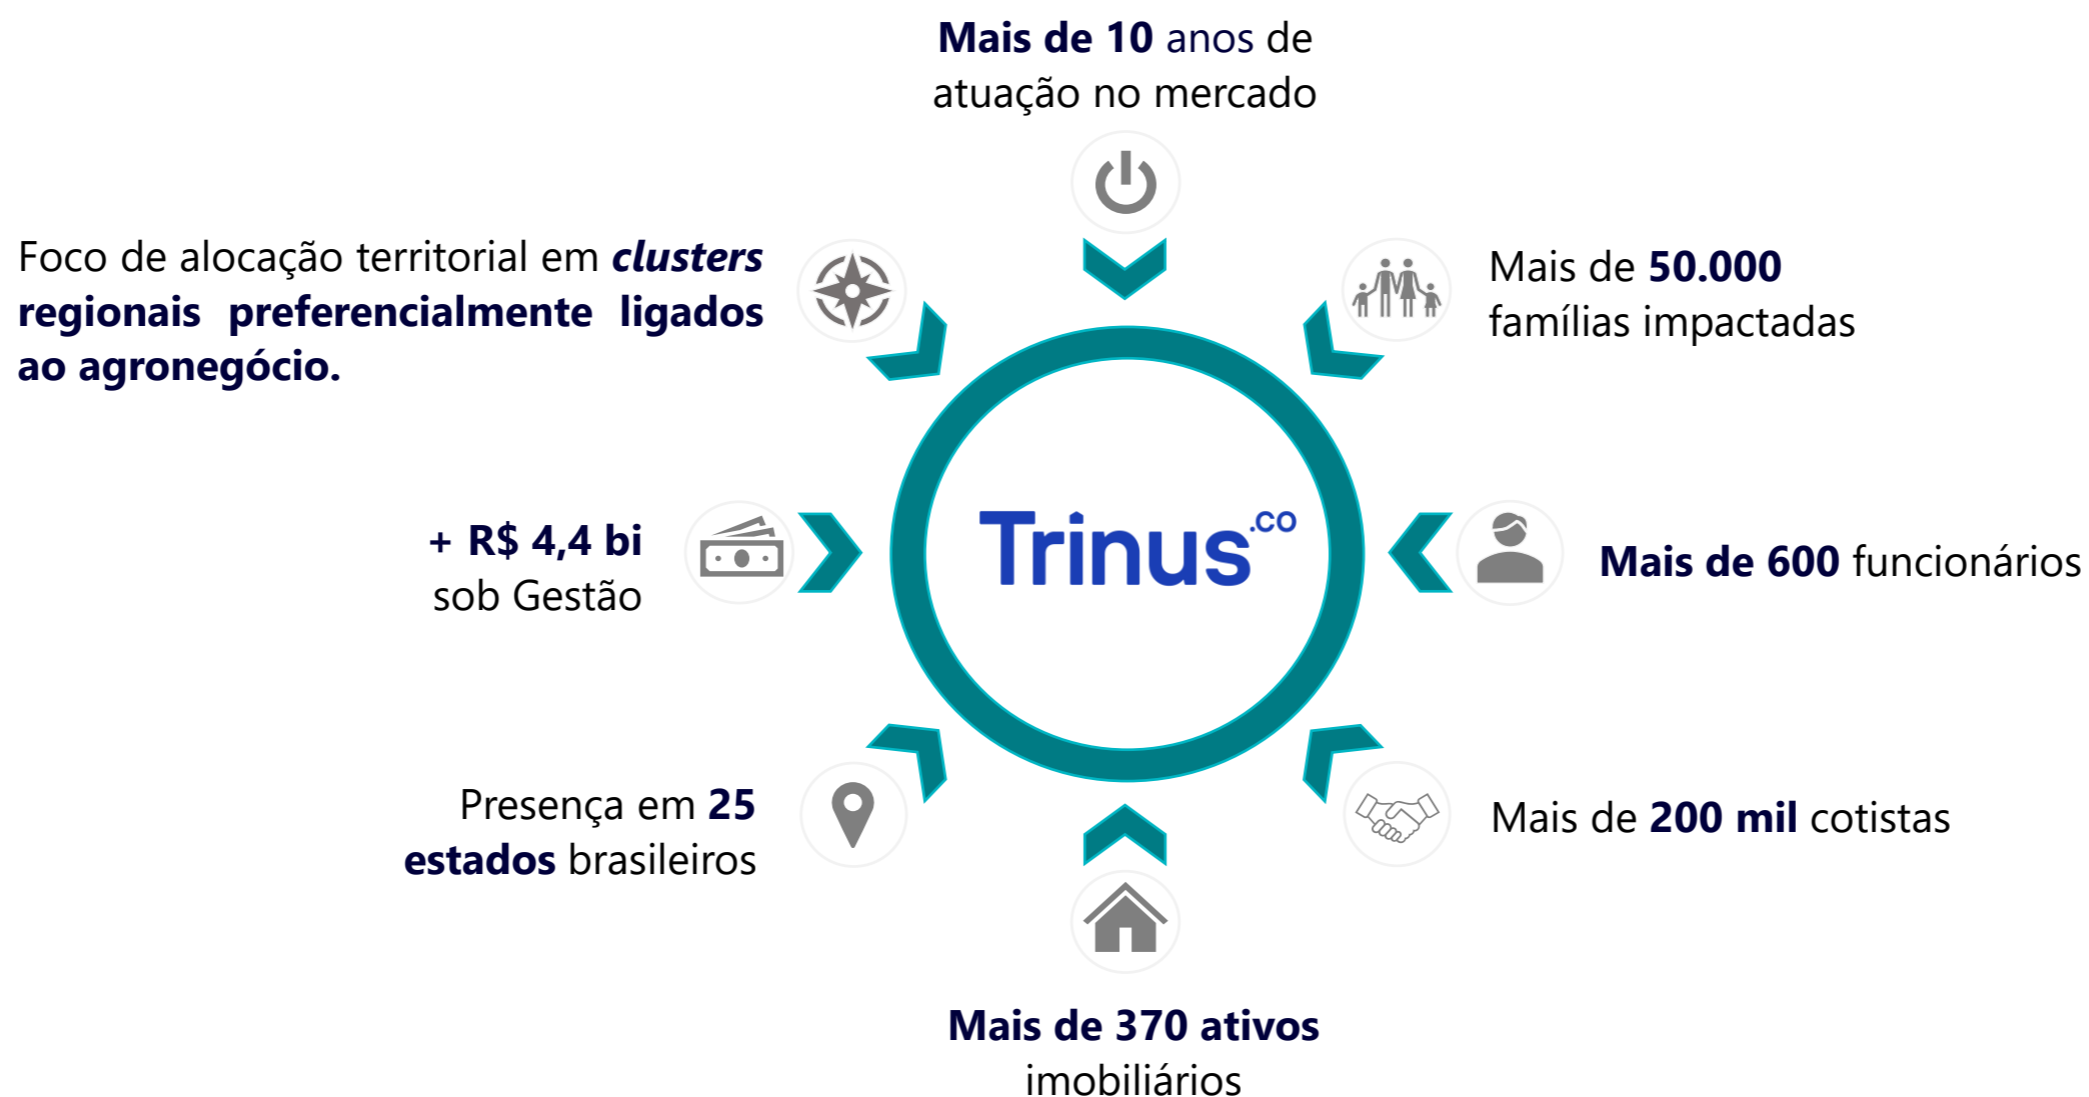 Mais de 10 anos de
atuação no mercado
Foco de alocação territorial em clusters
regionais preferencialmente ligados
ao agronegócio.
Mais de 50.000
famílias impactadas
+ R$ 4,4 bi
sob Gestão
Trinus.co
Mais de 600 funcionários
Presença em 25
estados brasileiros
Mais de 200 mil cotistas
Mais de 370 ativos
imobiliários